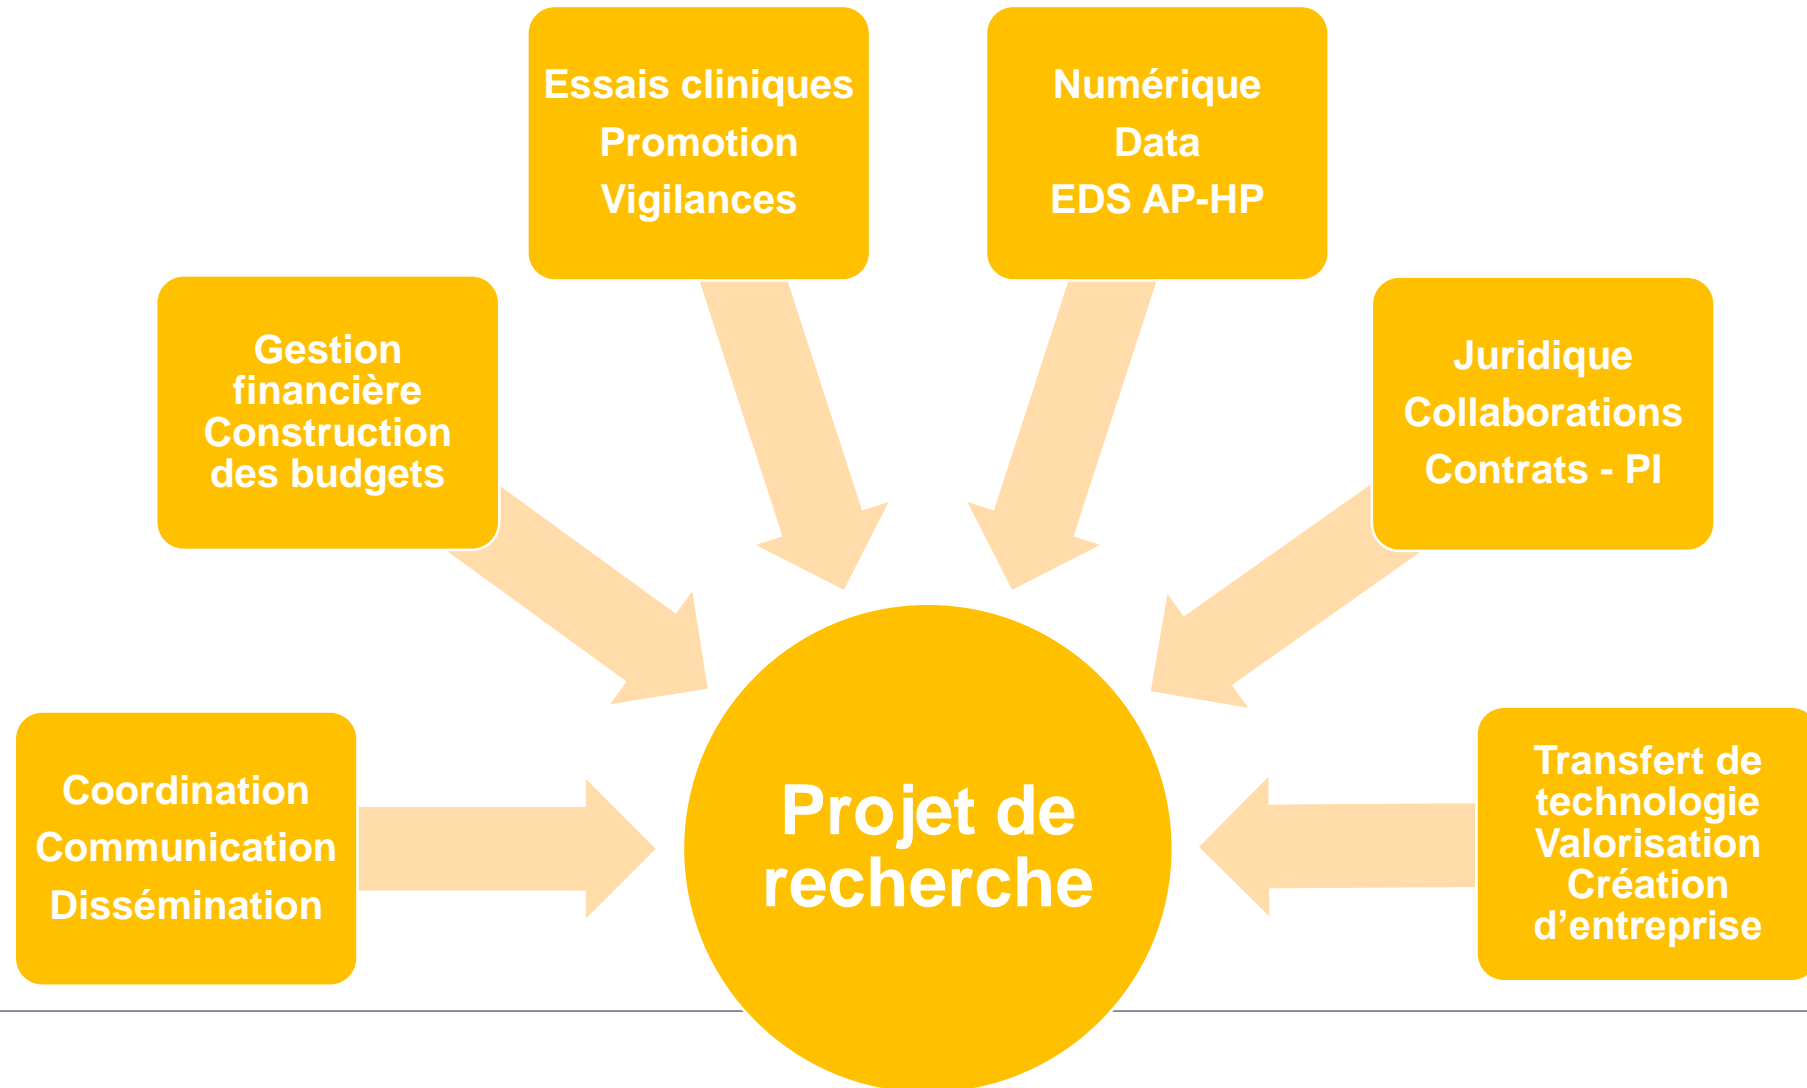 Essais cliniques
Promotion
Vigilances
Numérique
Data
EDS AP-HP
Gestion
financière
Construction
des budgets
Juridique
Collaborations
Contrats - PI
Coordination
Communication
Dissémination
Projet de
recherche
Transfert de
technologie
Valorisation
Création
d’entreprise